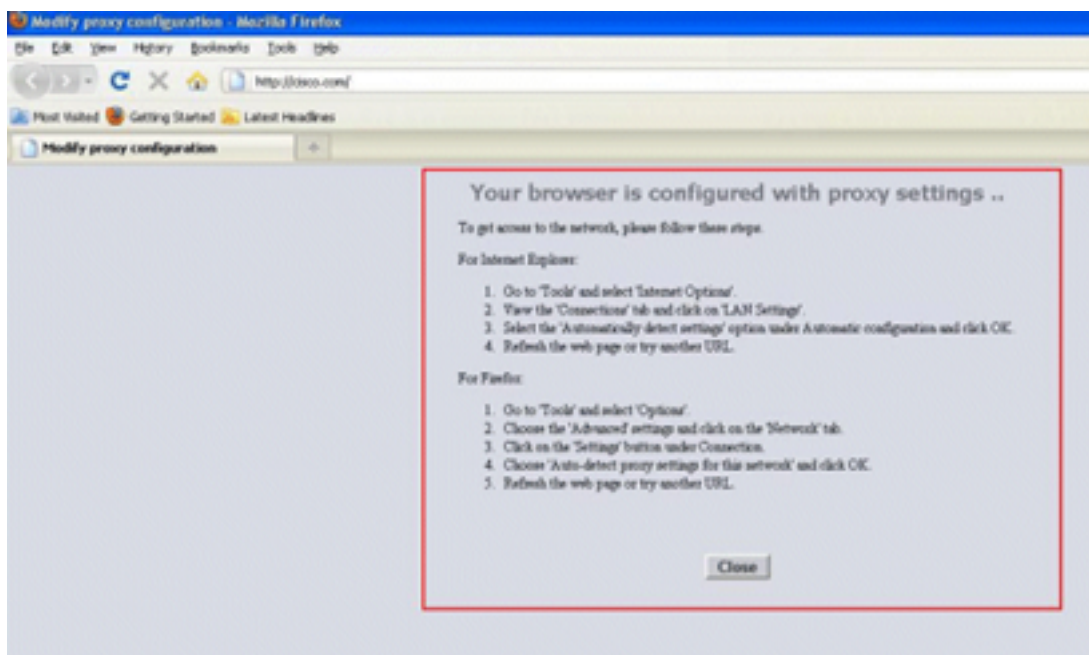 Modify proxy configuration - Mozilla Firefox
File Edit View History Bookmarks Tools Help
http://cisco.com/
Most Visited Getting Started Latest Headlines
Modify proxy configuration
Your browser is configured with proxy settings ..
To get access to the network, please follow these steps.
For Internet Explorer:
1. Go to 'Tools' and select 'Internet Options'.
2. View the 'Connections' tab and click on 'LAN Settings'.
3. Select the 'Automatically detect settings' option under Automatic configuration and click OK.
4. Refresh the web page or try another URL.
For Firefox:
1. Go to 'Tools' and select 'Options'.
2. Choose the 'Advanced' settings and click on the 'Network' tab.
3. Click on the 'Settings' button under Connection.
4. Choose 'Auto-detect proxy settings for this network' and click OK.
5. Refresh the web page or try another URL.
Close